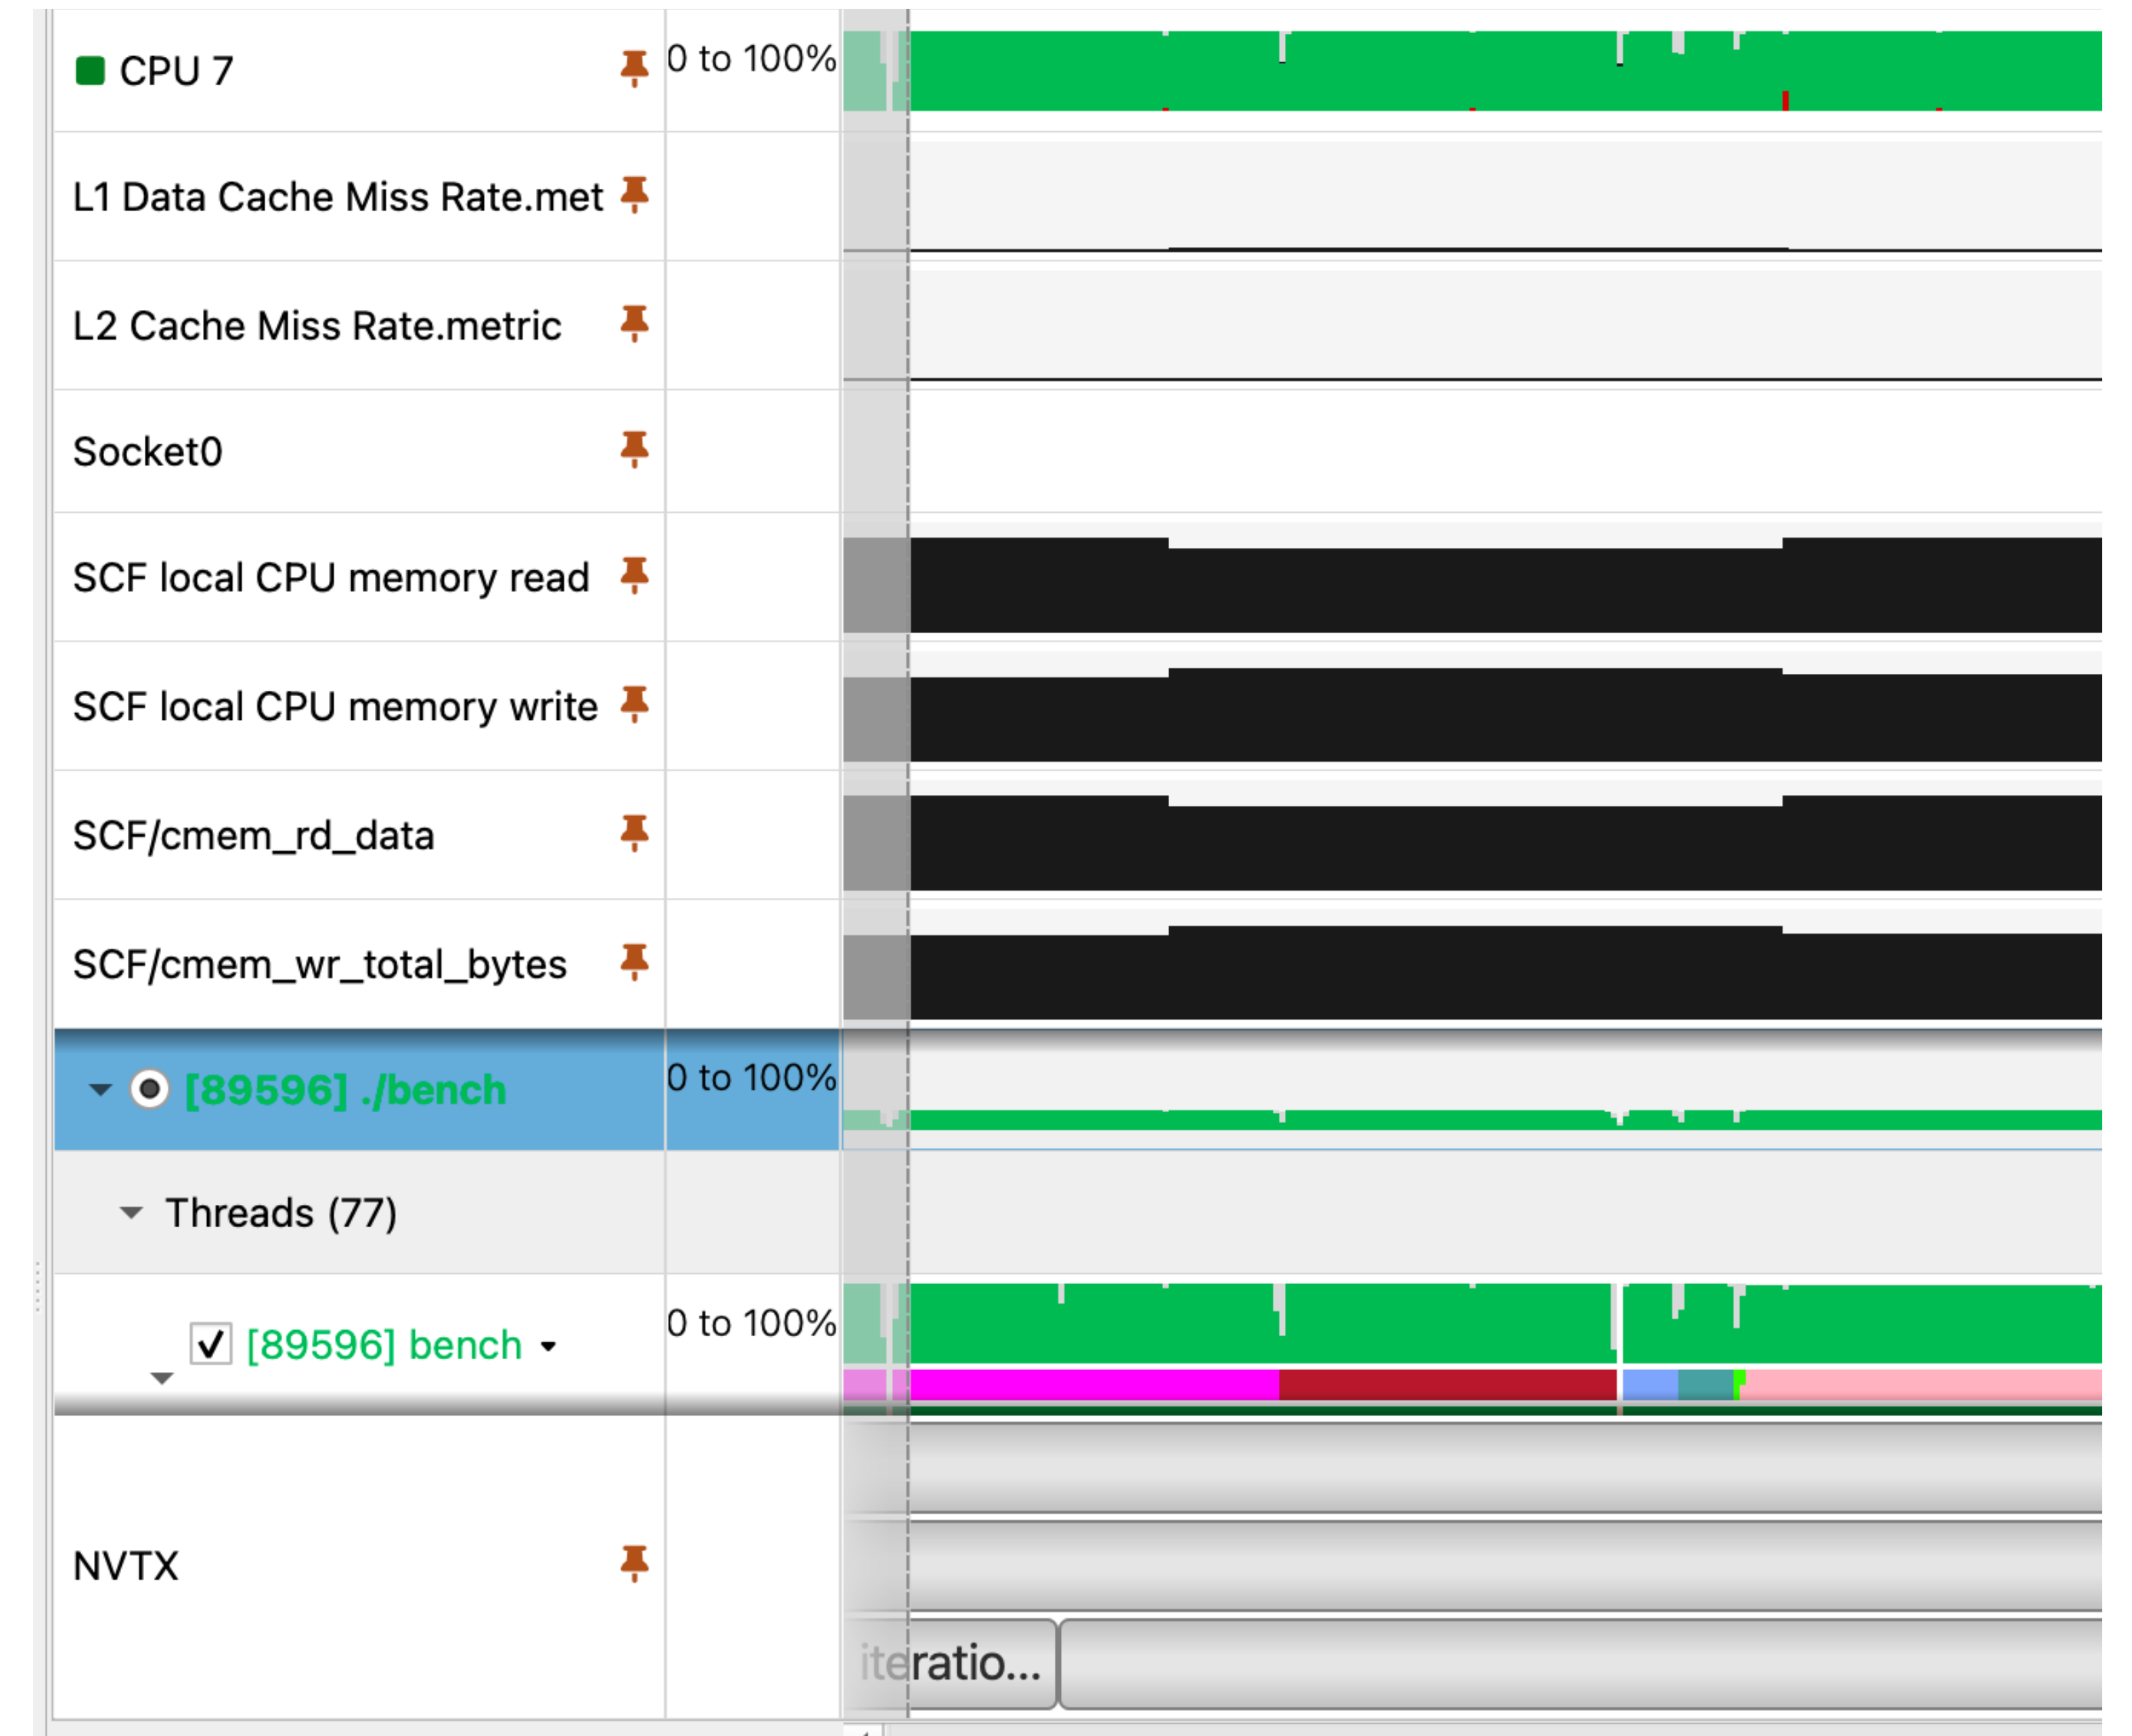 CPU 7 0 to 100%
L1 Data Cache Miss Rate.met
L2 Cache Miss Rate.metric
Socket0
SCF local CPU memory read
SCF local CPU memory write
SCF/cmem_rd_data
SCF/cmem_wr_total_bytes
[89596] ./bench 0 to 100%
Threads (77)
[89596] bench 0 to 100%
NVTX
iteratio...